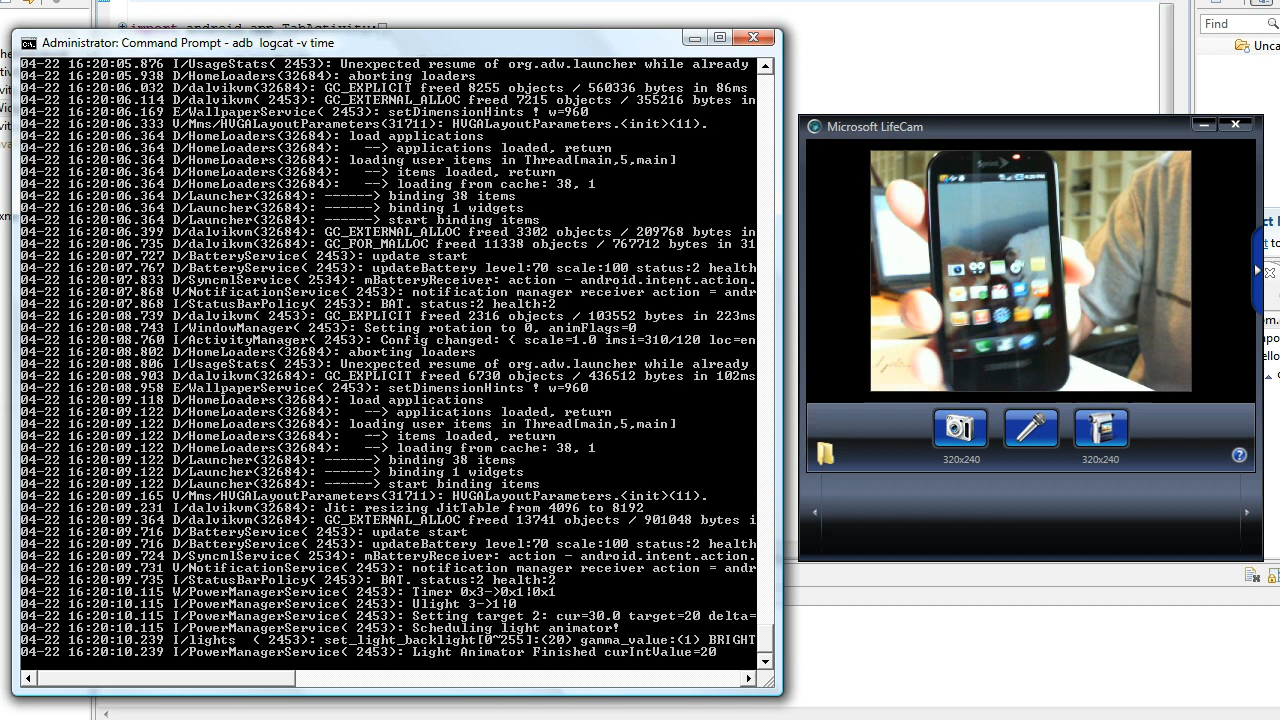 import android.app.TabActivity;
Administrator: Command Prompt - adb logcat -v time
04-22 16:20:05.876 I/UsageStats( 2453): Unexpected resume of org.adw.launcher while already
04-22 16:20:05.938 D/HomeLoaders(32684): aborting loaders
04-22 16:20:06.032 D/dalvikvm(32684): GC_EXPLICIT freed 8255 objects / 560336 bytes in 86ms
04-22 16:20:06.114 D/dalvikvm( 2453): GC_EXTERNAL_ALLOC freed 7215 objects / 355216 bytes in
04-22 16:20:06.169 E/WallpaperService( 2453): setDimensionHints ! w=960
04-22 16:20:06.333 V/Mms/HVGALayoutParameters(31711): HVGALayoutParameters.<init>(11).
04-22 16:20:06.364 D/HomeLoaders(32684): load applications
04-22 16:20:06.364 D/HomeLoaders(32684):   --> applications loaded, return
04-22 16:20:06.364 D/HomeLoaders(32684): loading user items in Thread[main,5,main]
04-22 16:20:06.364 D/HomeLoaders(32684):   --> items loaded, return
04-22 16:20:06.364 D/HomeLoaders(32684):   --> loading from cache: 38, 1
04-22 16:20:06.364 D/Launcher(32684): ------> binding 38 items
04-22 16:20:06.364 D/Launcher(32684): ------> binding 1 widgets
04-22 16:20:06.364 D/Launcher(32684): ------> start binding items
04-22 16:20:06.399 D/dalvikvm(32684): GC_EXTERNAL_ALLOC freed 3302 objects / 209768 bytes in
04-22 16:20:06.735 D/dalvikvm(32684): GC_FOR_MALLOC freed 11338 objects / 767712 bytes in 31
04-22 16:20:07.727 D/BatteryService( 2453): update start
04-22 16:20:07.767 D/BatteryService( 2453): updateBattery level:70 scale:100 status:2 health
04-22 16:20:07.833 D/SyncmlService( 2534): mBatteryReceiver: action - android.intent.action.
04-22 16:20:07.868 V/NotificationService( 2453): notification manager receiver action = andr
04-22 16:20:07.868 I/StatusBarPolicy( 2453): BAT. status:2 health:2
04-22 16:20:08.739 D/dalvikvm(32684): GC_EXPLICIT freed 2316 objects / 103552 bytes in 223ms
04-22 16:20:08.743 I/WindowManager( 2453): Setting rotation to 0, animFlags=0
04-22 16:20:08.760 I/ActivityManager( 2453): Config changed: { scale=1.0 imsi=310/120 loc=en
04-22 16:20:08.802 D/HomeLoaders(32684): aborting loaders
04-22 16:20:08.806 I/UsageStats( 2453): Unexpected resume of org.adw.launcher while already
04-22 16:20:08.903 D/dalvikvm(32684): GC_EXPLICIT freed 6730 objects / 436512 bytes in 102ms
04-22 16:20:08.958 E/WallpaperService( 2453): setDimensionHints ! w=960
04-22 16:20:09.118 D/HomeLoaders(32684): load applications
04-22 16:20:09.122 D/HomeLoaders(32684):   --> applications loaded, return
04-22 16:20:09.122 D/HomeLoaders(32684): loading user items in Thread[main,5,main]
04-22 16:20:09.122 D/HomeLoaders(32684):   --> items loaded, return
04-22 16:20:09.122 D/HomeLoaders(32684):   --> loading from cache: 38, 1
04-22 16:20:09.122 D/Launcher(32684): ------> binding 38 items
04-22 16:20:09.122 D/Launcher(32684): ------> binding 1 widgets
04-22 16:20:09.122 D/Launcher(32684): ------> start binding items
04-22 16:20:09.165 V/Mms/HVGALayoutParameters(31711): HVGALayoutParameters.<init>(11).
04-22 16:20:09.231 I/dalvikvm(32684): Jit: resizing JitTable from 4096 to 8192
04-22 16:20:09.364 D/dalvikvm(32684): GC_EXTERNAL_ALLOC freed 13741 objects / 901048 bytes i
04-22 16:20:09.716 D/BatteryService( 2453): update start
04-22 16:20:09.716 D/BatteryService( 2453): updateBattery level:70 scale:100 status:2 health
04-22 16:20:09.724 D/SyncmlService( 2534): mBatteryReceiver: action - android.intent.action.
04-22 16:20:09.731 V/NotificationService( 2453): notification manager receiver action = andr
04-22 16:20:09.735 I/StatusBarPolicy( 2453): BAT. status:2 health:2
04-22 16:20:10.115 W/PowerManagerService( 2453): Timer 0x3->0x1|0x1
04-22 16:20:10.115 I/PowerManagerService( 2453): Ulight 3->1|0
04-22 16:20:10.115 I/PowerManagerService( 2453): Setting target 2: cur=30.0 target=20 delta=
04-22 16:20:10.115 I/PowerManagerService( 2453): Scheduling light animator!
04-22 16:20:10.239 I/lights  ( 2453): set_light_backlight[0~255]:(20) gamma_value:(1) BRIGHT
04-22 16:20:10.239 I/PowerManagerService( 2453): Light Animator Finished curIntValue=20
Find
Unca
Microsoft LifeCam
Sprint
320x240
320x240